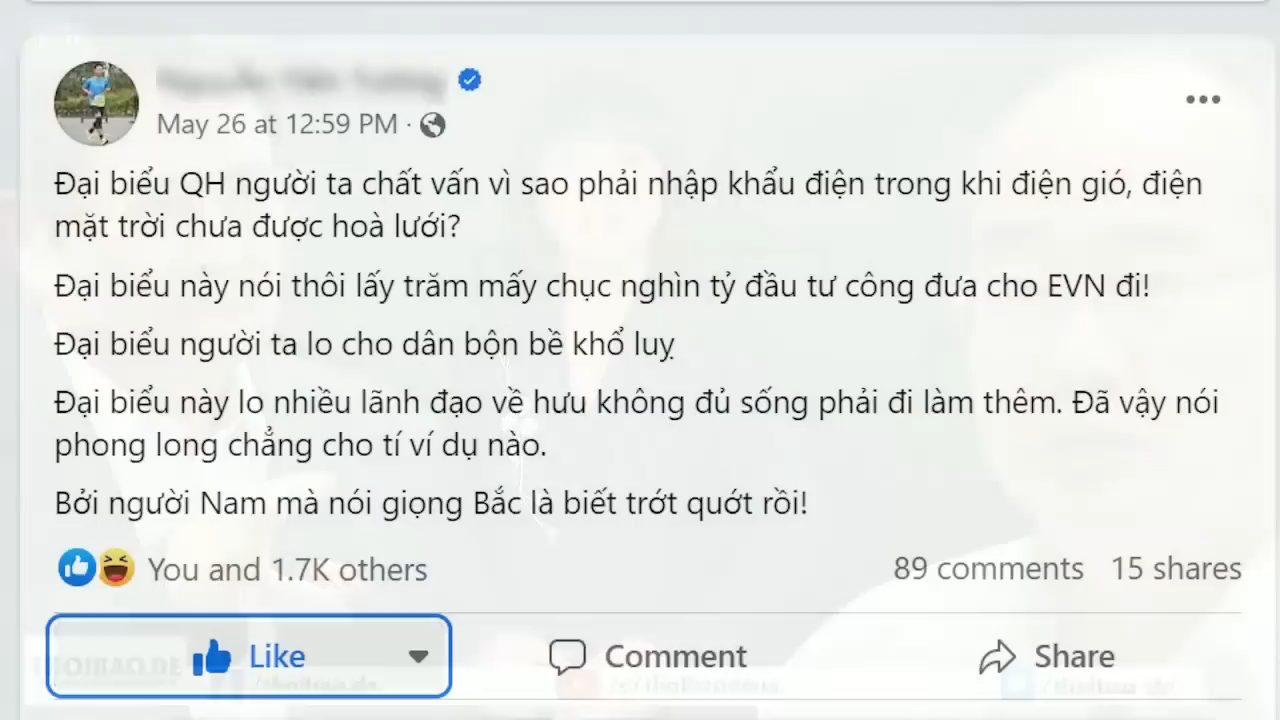 May 26 at 12:59 PM ·
Đại biểu QH người ta chất vấn vì sao phải nhập khẩu điện trong khi điện gió, điện
mặt trời chưa được hoà lưới?
Đại biểu này nói thôi lấy trăm mấy chục nghìn tỷ đầu tư công đưa cho EVN đi!
Đại biểu người ta lo cho dân bộn bề khổ luỵ
Đại biểu này lo nhiều lãnh đạo về hưu không đủ sống phải đi làm thêm. Đã vậy nói
phong long chẳng cho tí ví dụ nào.
Bởi người Nam mà nói giọng Bắc là biết trớt quớt rồi!
You and 1.7K others
89 comments 15 shares
Like Comment Share
THOIBAO.DE